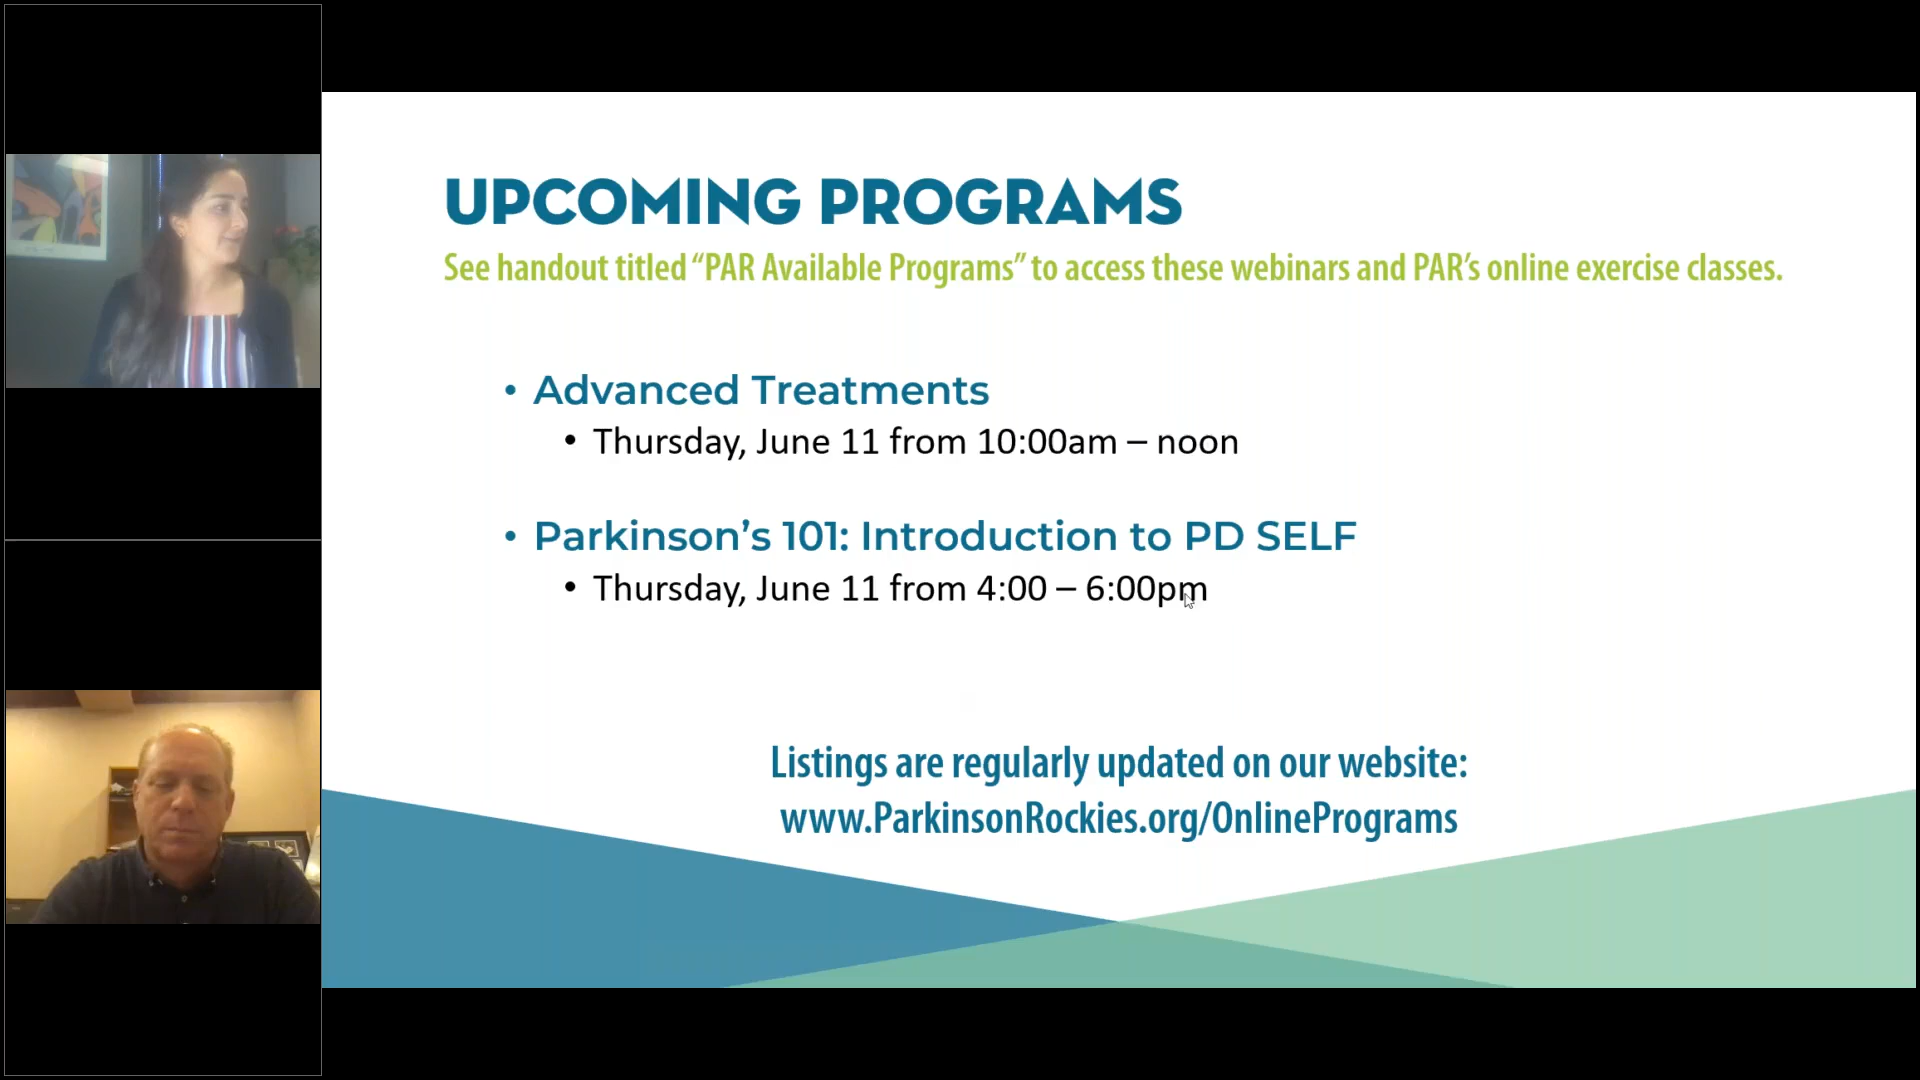 UPCOMING PROGRAMS
See handout titled “PAR Available Programs” to access these webinars and PAR’s online exercise classes.
• Advanced Treatments
• Thursday, June 11 from 10:00am – noon
• Parkinson’s 101: Introduction to PD SELF
• Thursday, June 11 from 4:00 – 6:00pm
Listings are regularly updated on our website:
www.ParkinsonRockies.org/OnlinePrograms